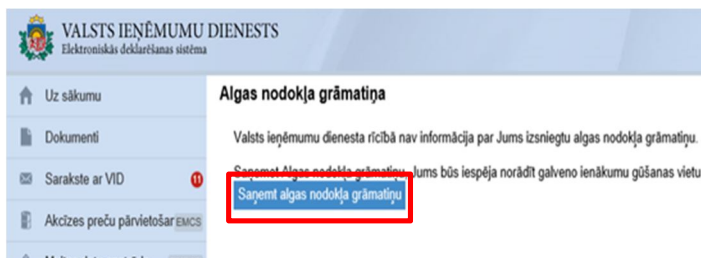 VALSTS IEŅĒMUMU DIENESTS
Elektroniskās deklarēšanas sistēma
Uz sākumu
Dokumenti
Sarakste ar VID 11
Akcīzes preču pārvietošar EMCS
Algas nodokļa grāmatiņa
Valsts ieņēmumu dienesta rīcībā nav informācija par Jums izsniegtu algas nodokļa grāmatiņu.
Saņemot Algas nodokļa grāmatiņu, Jums būs iespēja norādīt galveno ienākumu gūšanas vietu
Saņemt algas nodokļa grāmatiņu